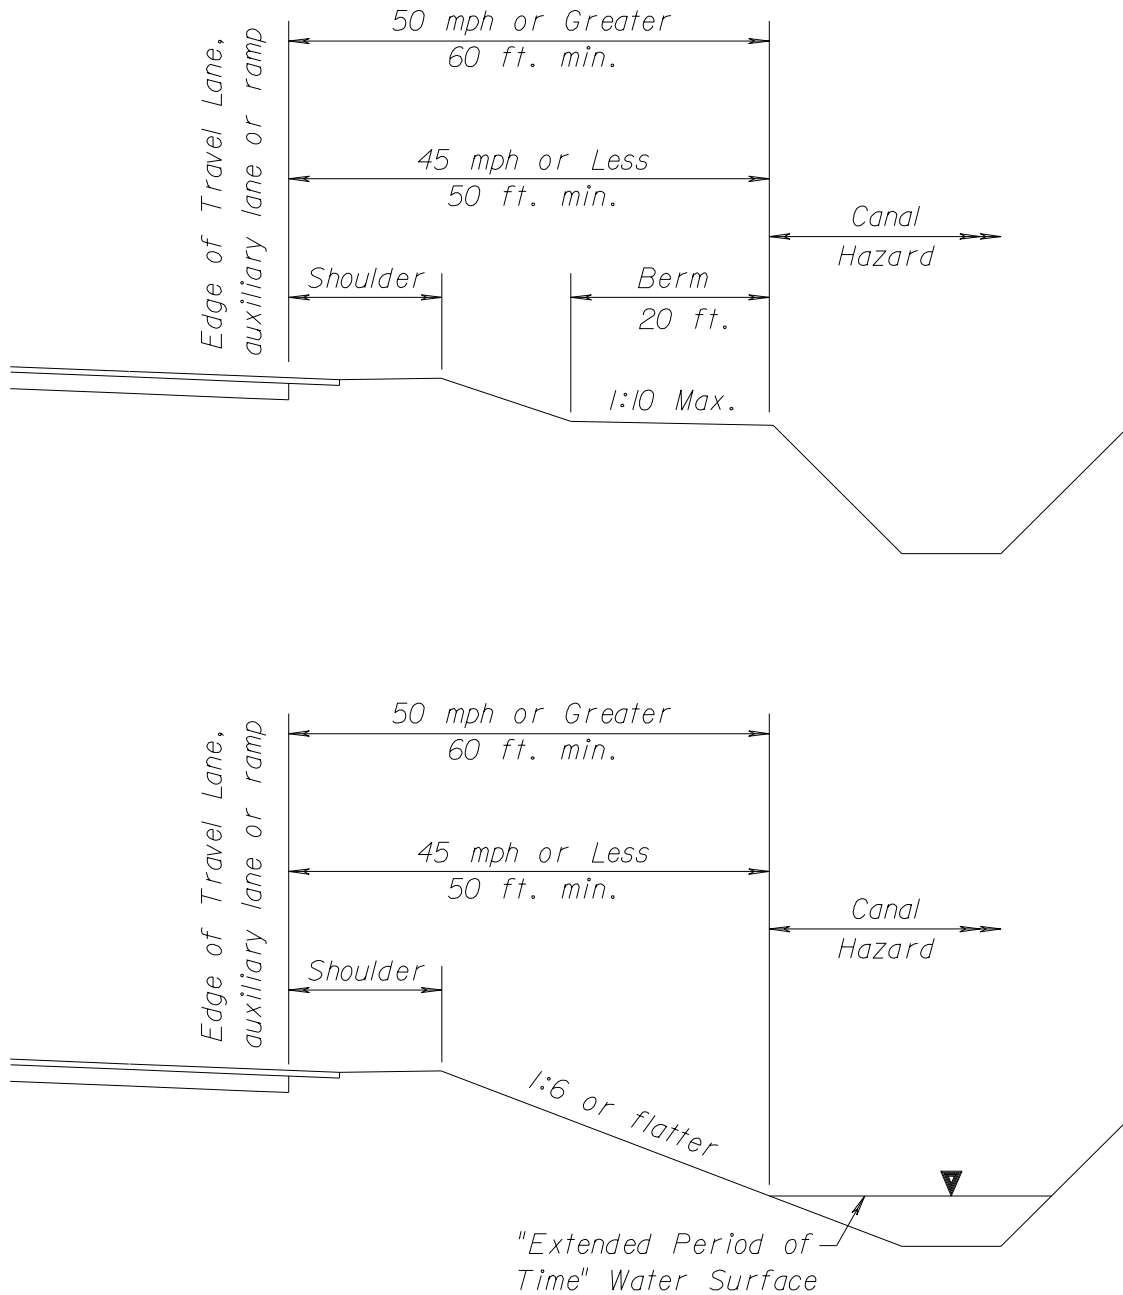 50 mph or Greater
60 ft. min.
Edge of Travel Lane,
auxiliary lane or ramp
45 mph or Less
50 ft. min.
Canal
Hazard
Shoulder
Berm
20 ft.
1:10 Max.
50 mph or Greater
60 ft. min.
Edge of Travel Lane,
auxiliary lane or ramp
45 mph or Less
50 ft. min.
Canal
Hazard
Shoulder
1:6 or flatter
"Extended Period of
Time" Water Surface